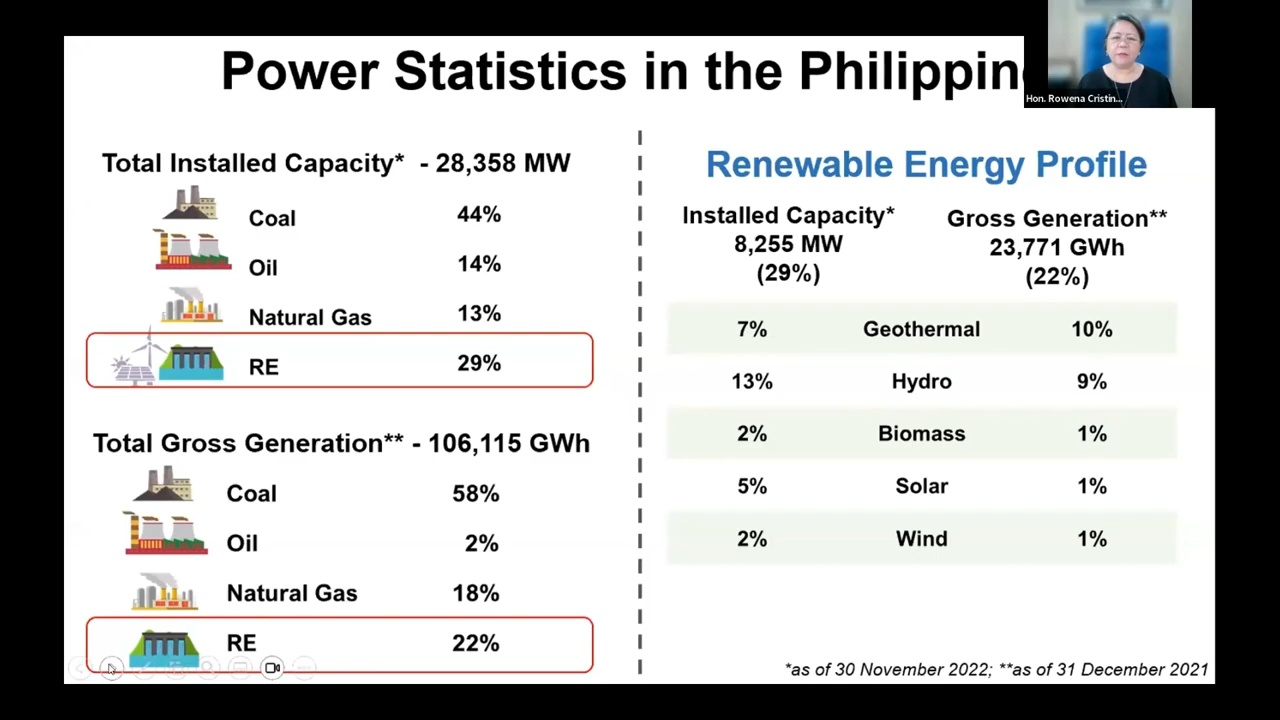 Power Statistics in the Philippin
Hon. Rowena Cristin...
Total Installed Capacity* - 28,358 MW
Coal 44%
Oil 14%
Natural Gas 13%
RE 29%
Total Gross Generation** - 106,115 GWh
Coal 58%
Oil 2%
Natural Gas 18%
RE 22%
Renewable Energy Profile
Installed Capacity*
8,255 MW
(29%)
Gross Generation**
23,771 GWh
(22%)
7% Geothermal 10%
13% Hydro 9%
2% Biomass 1%
5% Solar 1%
2% Wind 1%
*as of 30 November 2022; **as of 31 December 2021